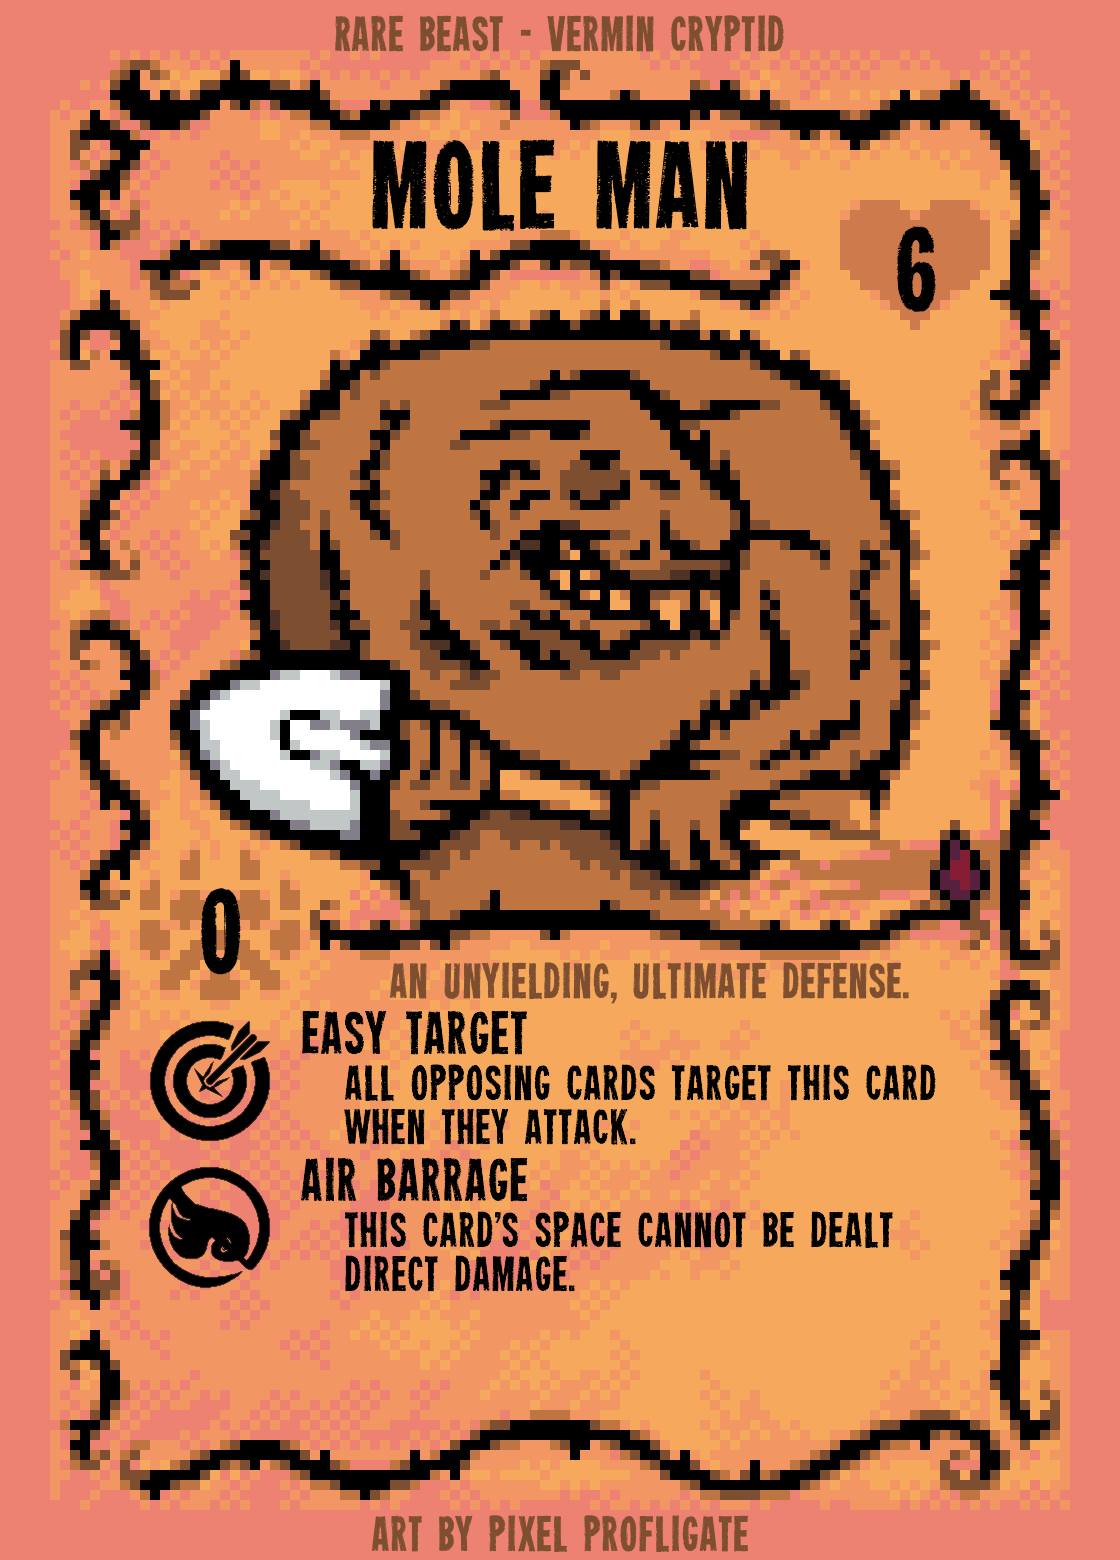 RARE BEAST - VERMIN CRYPTID
MOLE MAN
6
0
AN UNYIELDING, ULTIMATE DEFENSE.
EASY TARGET
ALL OPPOSING CARDS TARGET THIS CARD
WHEN THEY ATTACK.
AIR BARRAGE
THIS CARD'S SPACE CANNOT BE DEALT
DIRECT DAMAGE.
ART BY PIXEL PROFLIGATE